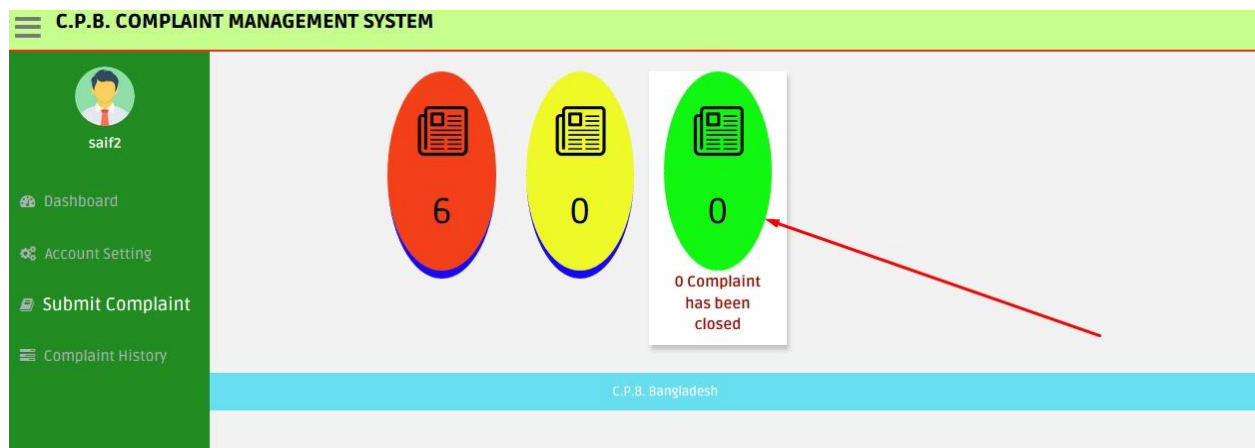 C.P.B. COMPLAINT MANAGEMENT SYSTEM
saif2
Dashboard
Account Setting
Submit Complaint
Complaint History
6
0
0
0 Complaint
has been
closed
C.P.B. Bangladesh